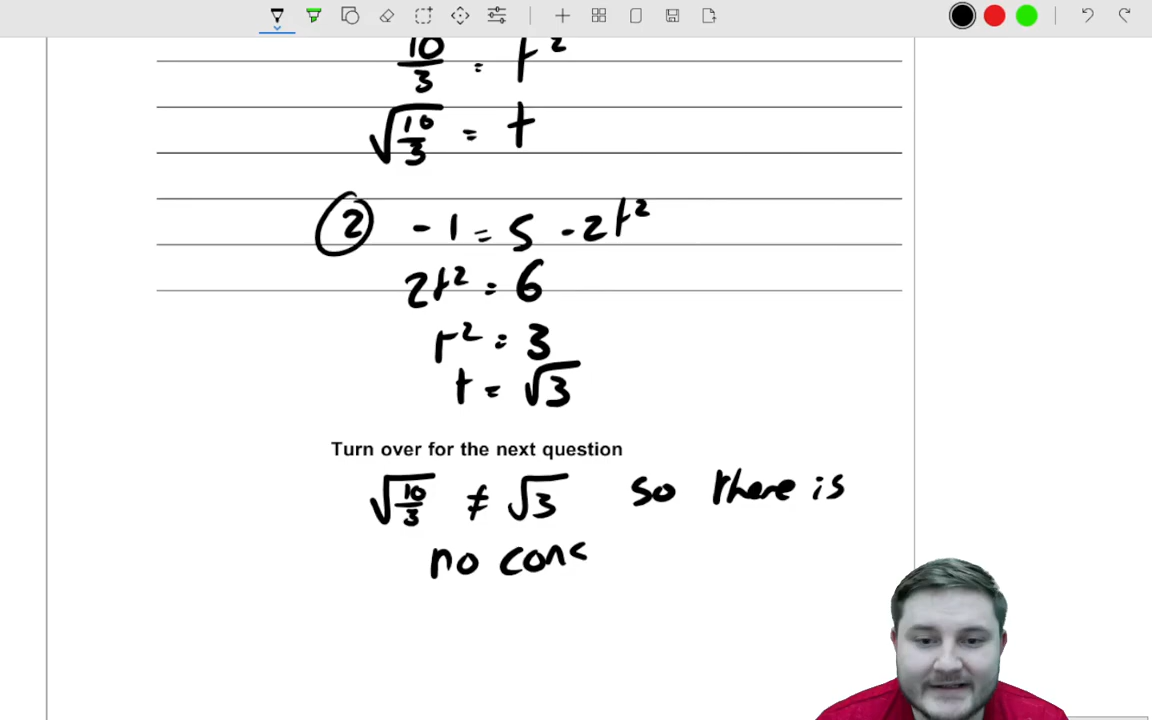 10/3 = t²
√10/3 = t
② -1 = 5 -2t²
2t² = 6
t² = 3
t = √3
Turn over for the next question
√10/3 ≠ √3 so there is
no conc